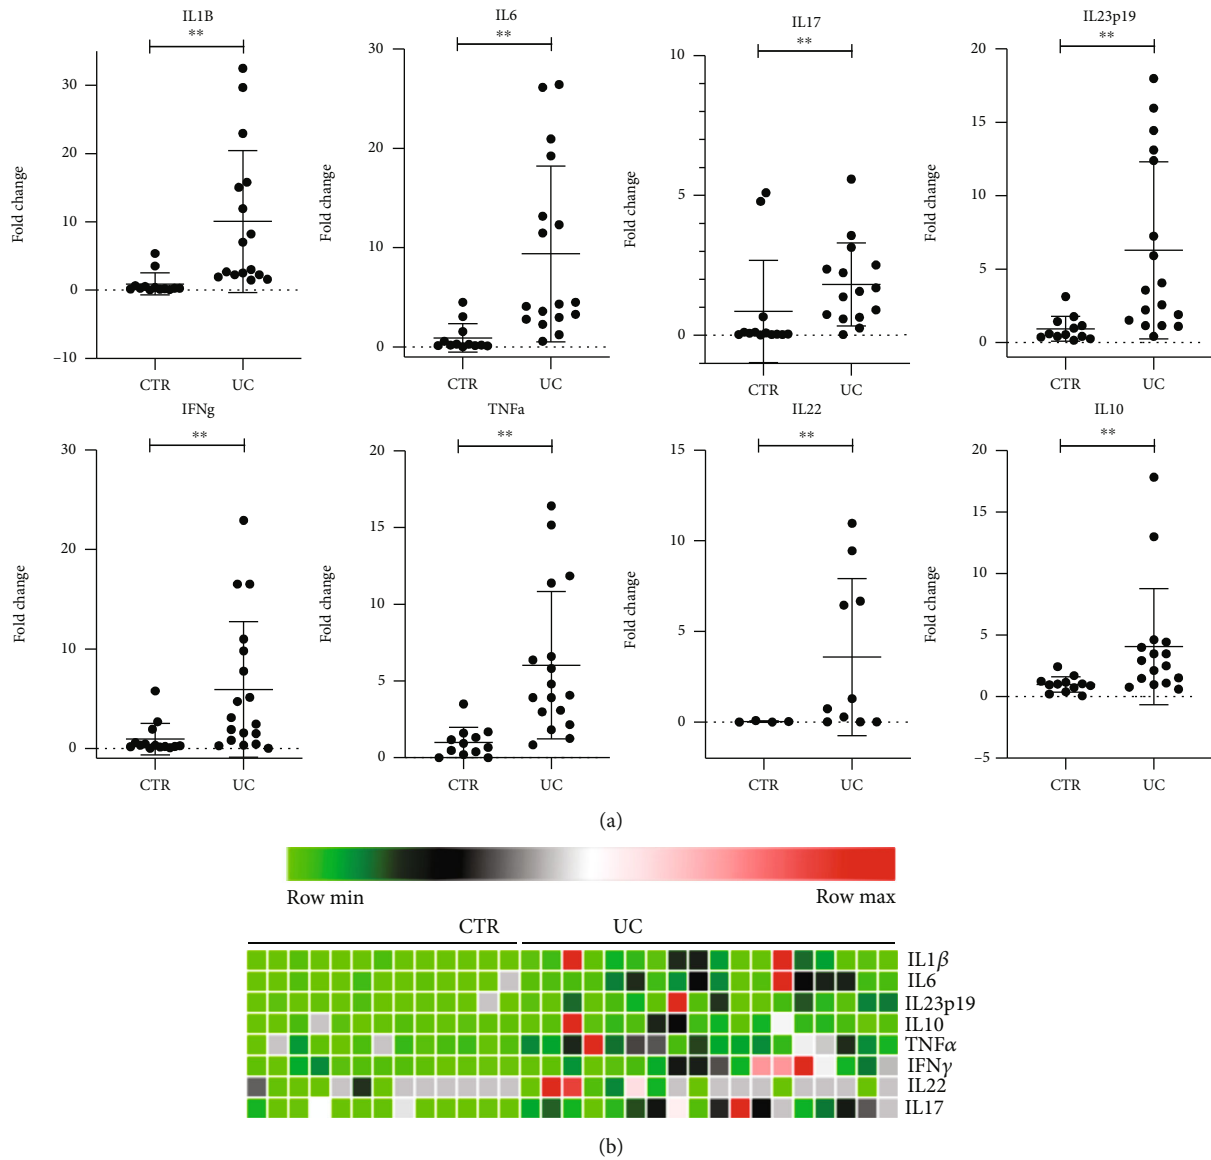 IL1B
**
Fold change
30
20
10
0
−10
CTR UC
IL6
**
Fold change
30
20
10
0
CTR UC
IL17
**
Fold change
10
5
0
CTR UC
IL23p19
**
Fold change
20
15
10
5
0
CTR UC
IFNg
**
Fold change
30
20
10
0
CTR UC
TNFa
**
Fold change
20
15
10
5
0
CTR UC
IL22
**
Fold change
15
10
5
0
CTR UC
IL10
**
Fold change
20
15
10
5
0
−5
CTR UC
(a)
Row min Row max
CTR UC
IL1β
IL6
IL23p19
IL10
TNFα
IFNγ
IL22
IL17
(b)